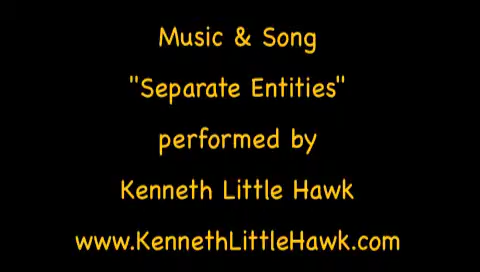 Music & Song
"Separate Entities"
performed by
Kenneth Little Hawk
www.KennethLittleHawk.com